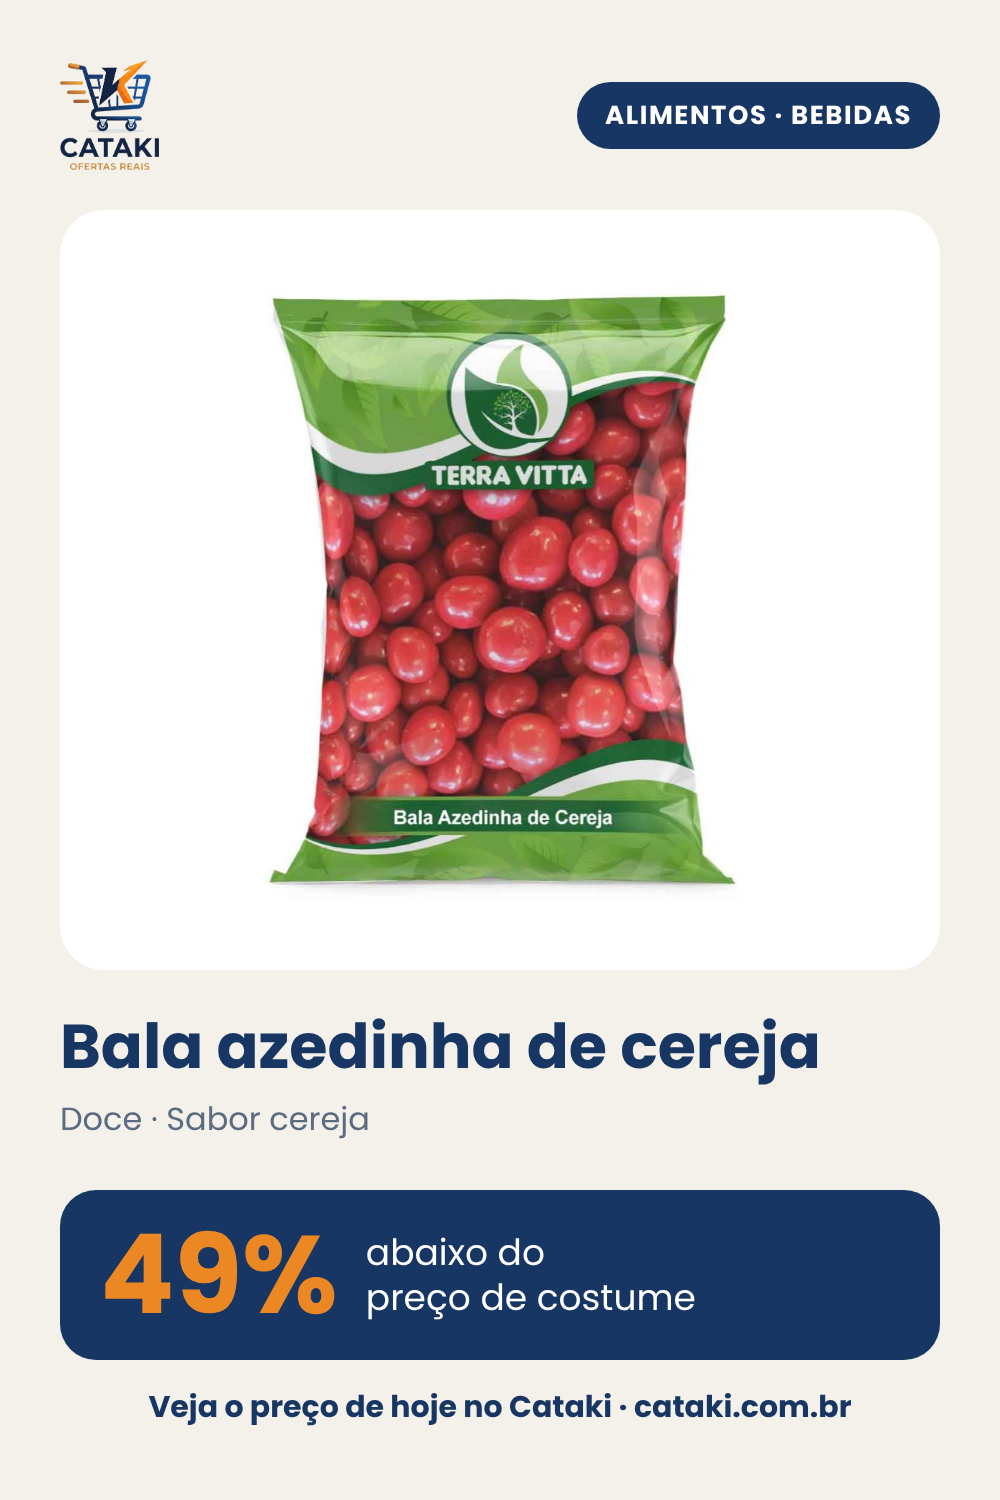 CATAKI
OFERTAS REAIS
ALIMENTOS · BEBIDAS
TERRA VITTA
Bala Azedinha de Cereja
Bala azedinha de cereja
Doce · Sabor cereja
49%
abaixo do
preço de costume
Veja o preço de hoje no Cataki · cataki.com.br